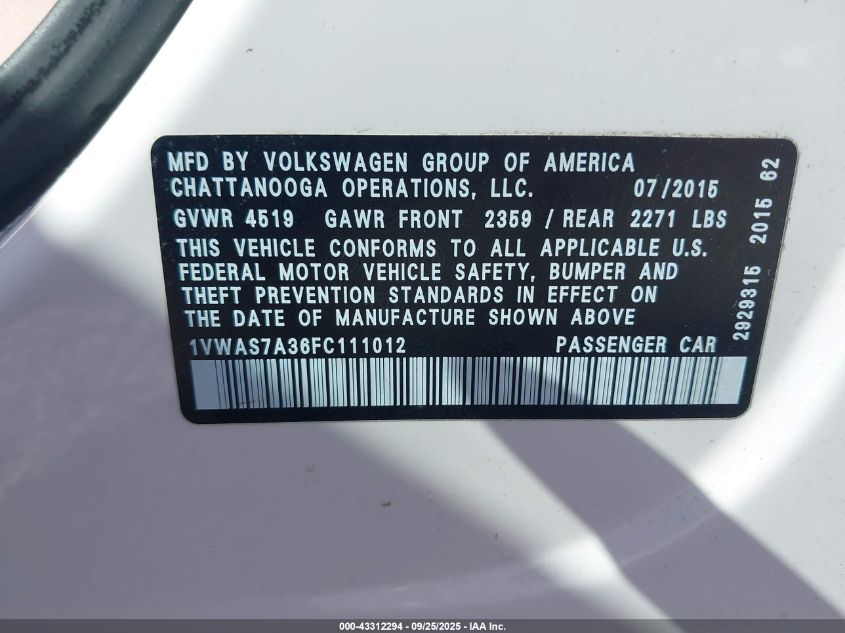 MFD BY VOLKSWAGEN GROUP OF AMERICA
CHATTANOOGA OPERATIONS, LLC. 07/2015
GVWR 4519 GAWR FRONT 2359 / REAR 2271 LBS
THIS VEHICLE CONFORMS TO ALL APPLICABLE U.S.
FEDERAL MOTOR VEHICLE SAFETY, BUMPER AND
THEFT PREVENTION STANDARDS IN EFFECT ON
THE DATE OF MANUFACTURE SHOWN ABOVE
1VWAS7A36FC111012 PASSENGER CAR
2929315 2015 62
000-43312294 - 09/25/2025 - IAA Inc.